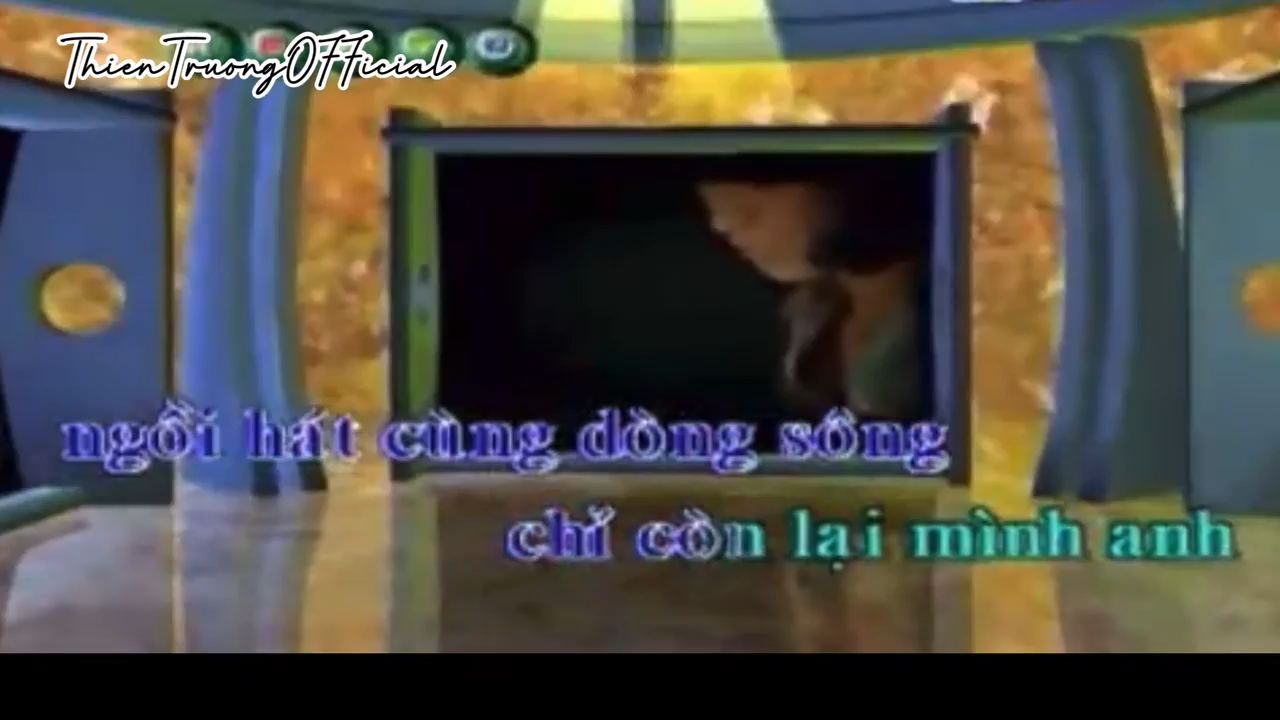 ThienTruongOFFicial
ngồi hát cùng dòng sông
chỉ còn lại mình anh